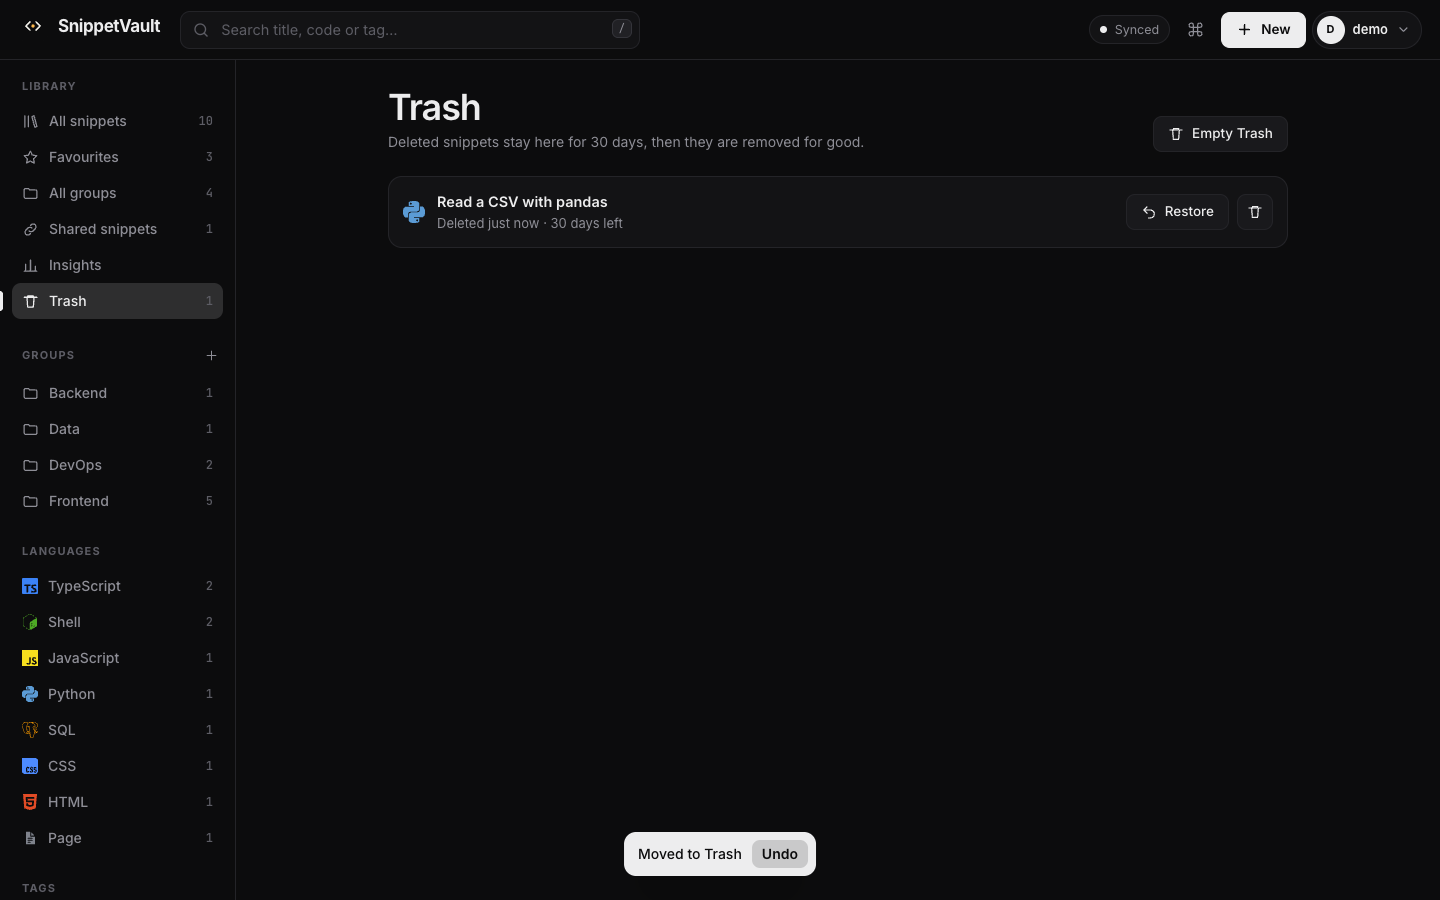 SnippetVault
Search title, code or tag...
/
Synced
⌘
New
D
demo
LIBRARY
All snippets 10
Favourites 3
All groups 4
Shared snippets 1
Insights
Trash 1
GROUPS
Backend 1
Data 1
DevOps 2
Frontend 5
LANGUAGES
TS TypeScript 2
Shell 2
JS JavaScript 1
Python 1
SQL 1
CSS CSS 1
5 HTML 1
Page 1
TAGS
Trash
Deleted snippets stay here for 30 days, then they are removed for good.
Empty Trash
Read a CSV with pandas
Deleted just now · 30 days left
Restore
Moved to Trash Undo